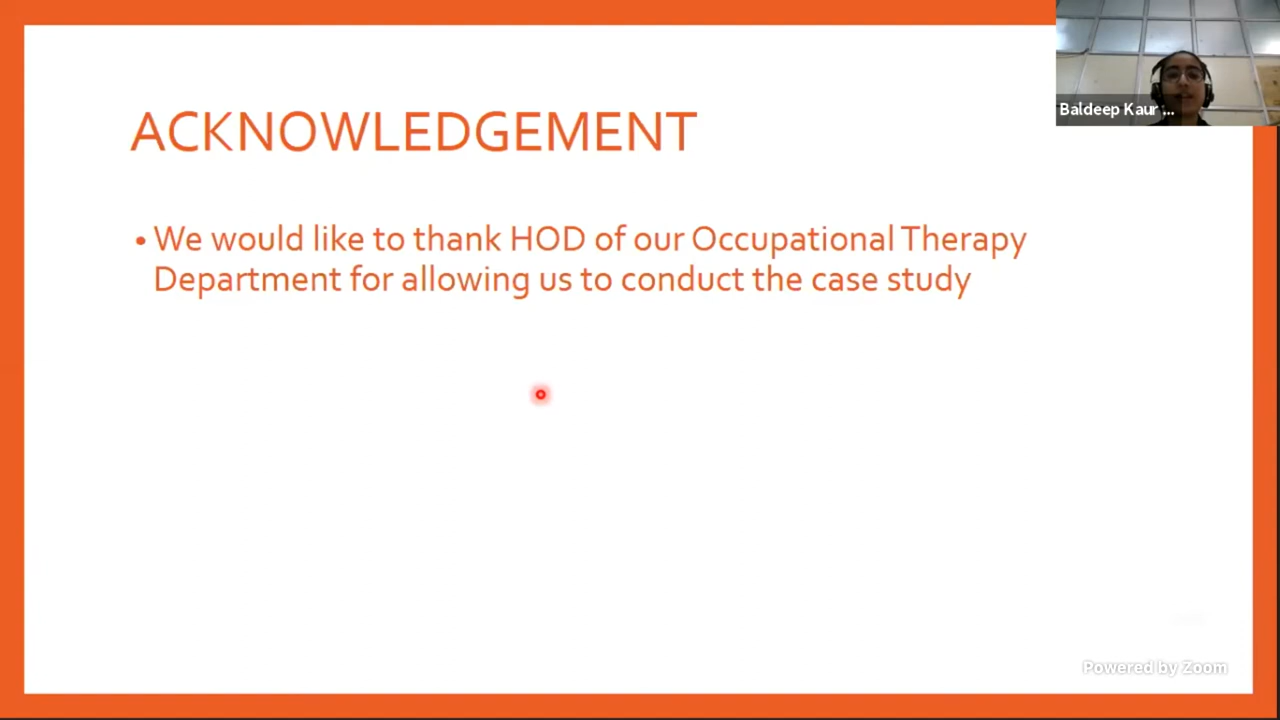 Baldeep Kaur ...
ACKNOWLEDGEMENT
• We would like to thank HOD of our Occupational Therapy
Department for allowing us to conduct the case study
Powered by Zoom